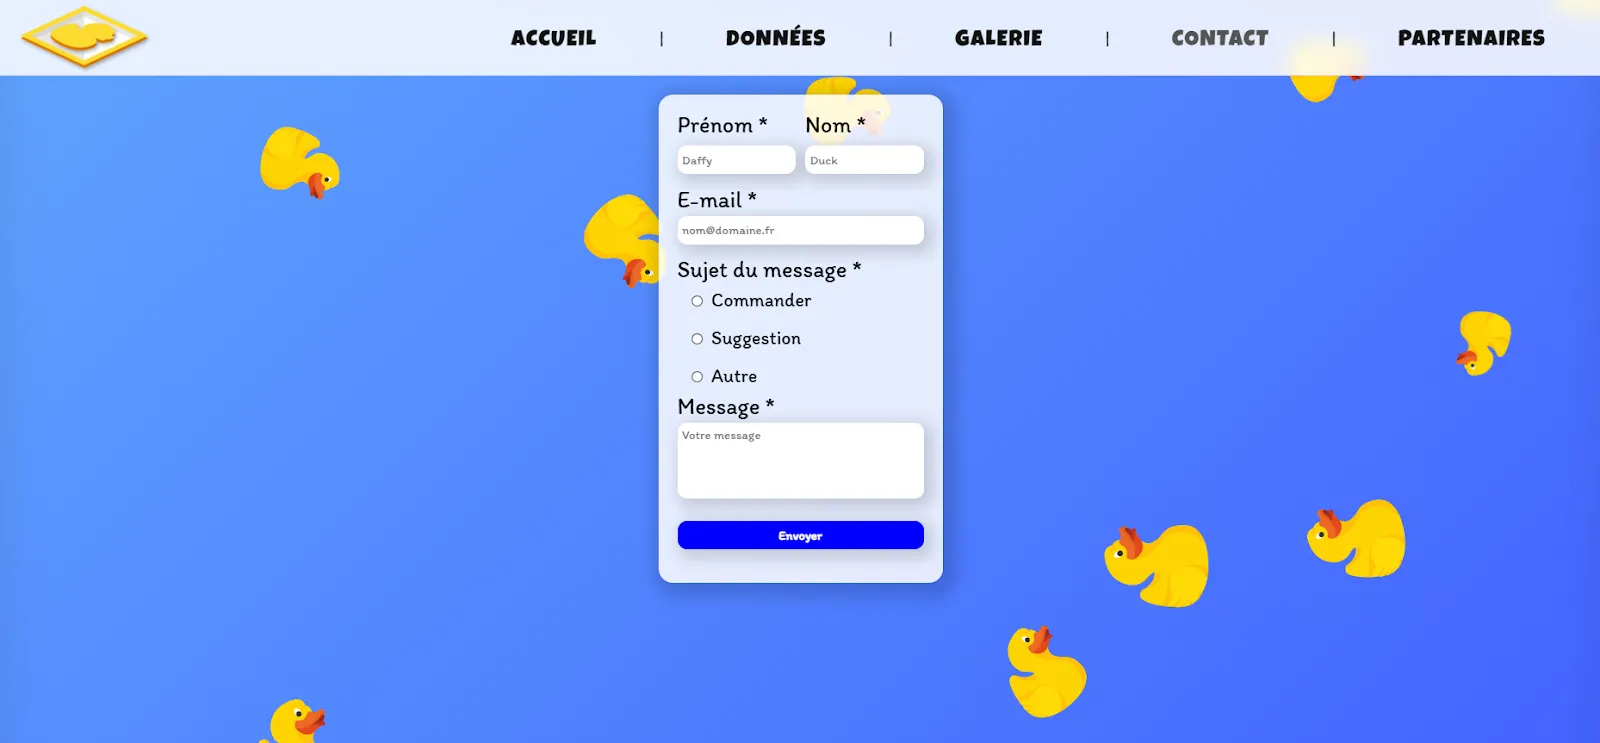 ACCUEIL | DONNÉES | GALERIE | CONTACT | PARTENAIRES
Prénom * Nom *
Daffy Duck
E-mail *
nom@domaine.fr
Sujet du message *
Commander
Suggestion
Autre
Message *
Votre message
Envoyer